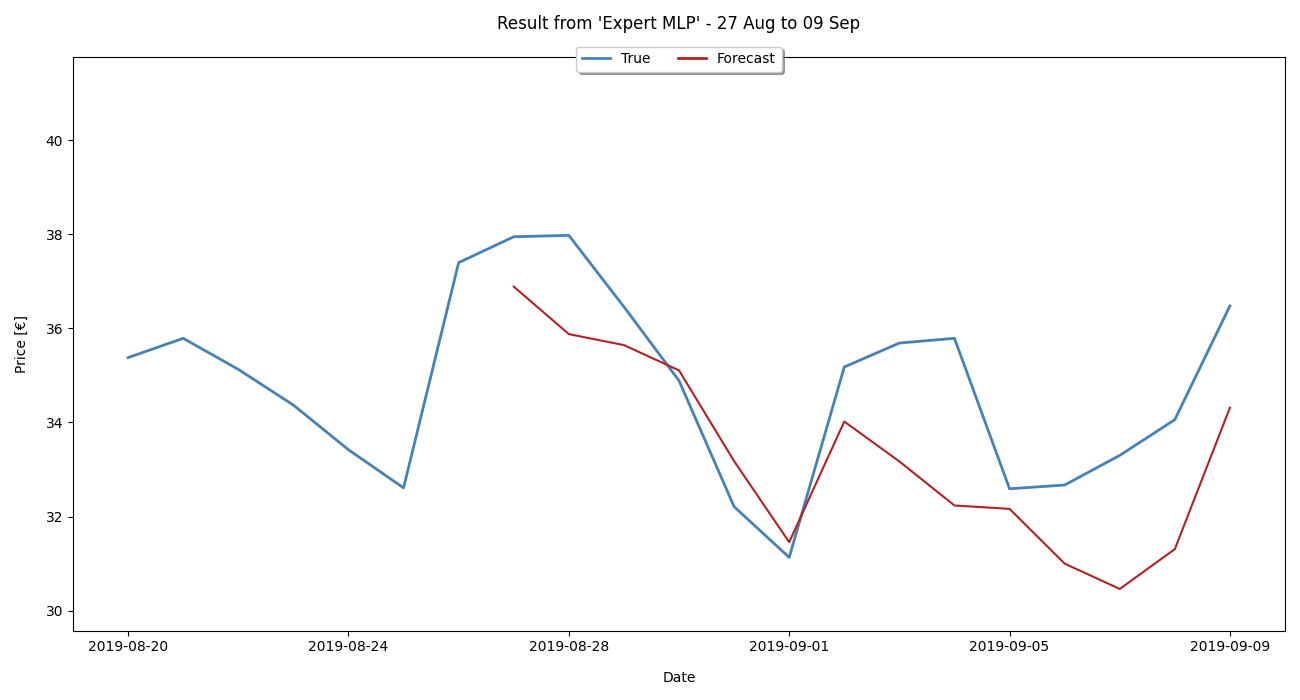 Result from 'Expert MLP' - 27 Aug to 09 Sep
True Forecast
Price [€]
40
38
36
34
32
30
2019-08-20 2019-08-24 2019-08-28 2019-09-01 2019-09-05 2019-09-09
Date